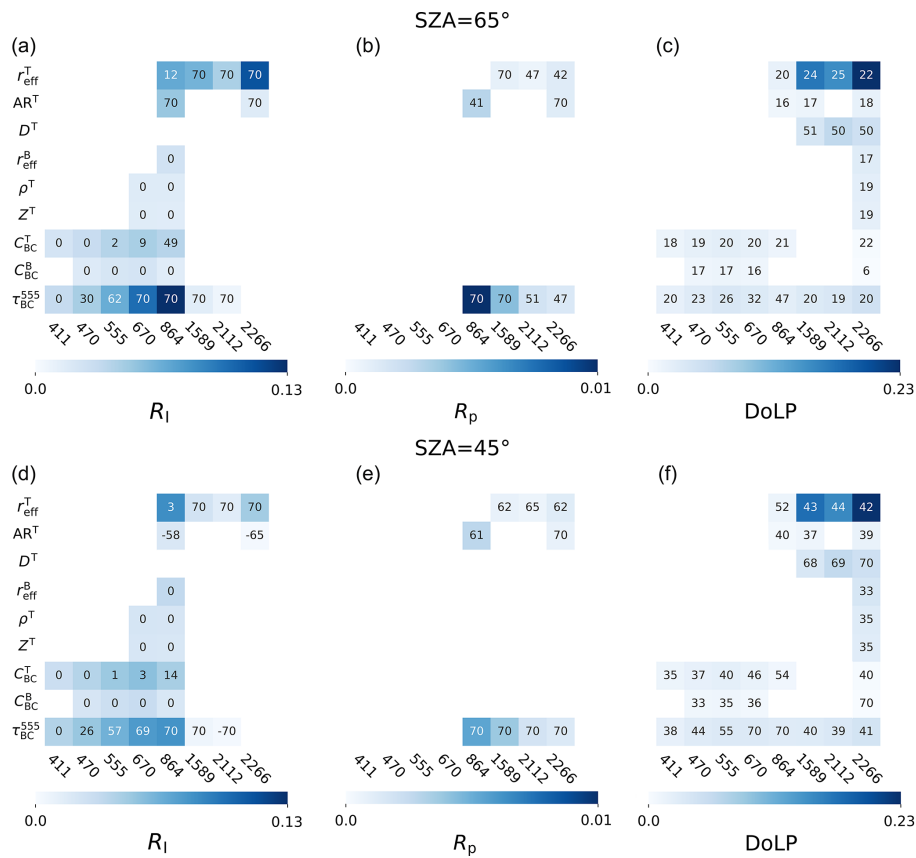 SZA=65°
(a) (b) (c)
r_eff^T 12 70 70 70 70 47 42 20 24 25 22
AR^T 70 70 41 70 16 17 18
D^T 51 50 50
r_eff^B 0 17
ρ^T 0 0 19
Z^T 0 0 19
C_BC^T 0 0 2 9 49 18 19 20 20 21 22
C_BC^B 0 0 0 0 17 17 16 6
τ_BC^555 0 30 62 70 70 70 70 70 70 51 47 20 23 26 32 47 20 19 20
411 470 555 670 864 1589 2112 2266 411 470 555 670 864 1589 2112 2266 411 470 555 670 864 1589 2112 2266
0.0 0.13 0.0 0.01 0.0 0.23
R_I R_p DoLP
SZA=45°
(d) (e) (f)
r_eff^T 3 70 70 70 62 65 62 52 43 44 42
AR^T -58 -65 61 70 40 37 39
D^T 68 69 70
r_eff^B 0 33
ρ^T 0 0 35
Z^T 0 0 35
C_BC^T 0 0 1 3 14 35 37 40 46 54 40
C_BC^B 0 0 0 0 33 35 36 70
τ_BC^555 0 26 57 69 70 70 -70 70 70 70 70 38 44 55 70 70 40 39 41
411 470 555 670 864 1589 2112 2266 411 470 555 670 864 1589 2112 2266 411 470 555 670 864 1589 2112 2266
0.0 0.13 0.0 0.01 0.0 0.23
R_I R_p DoLP